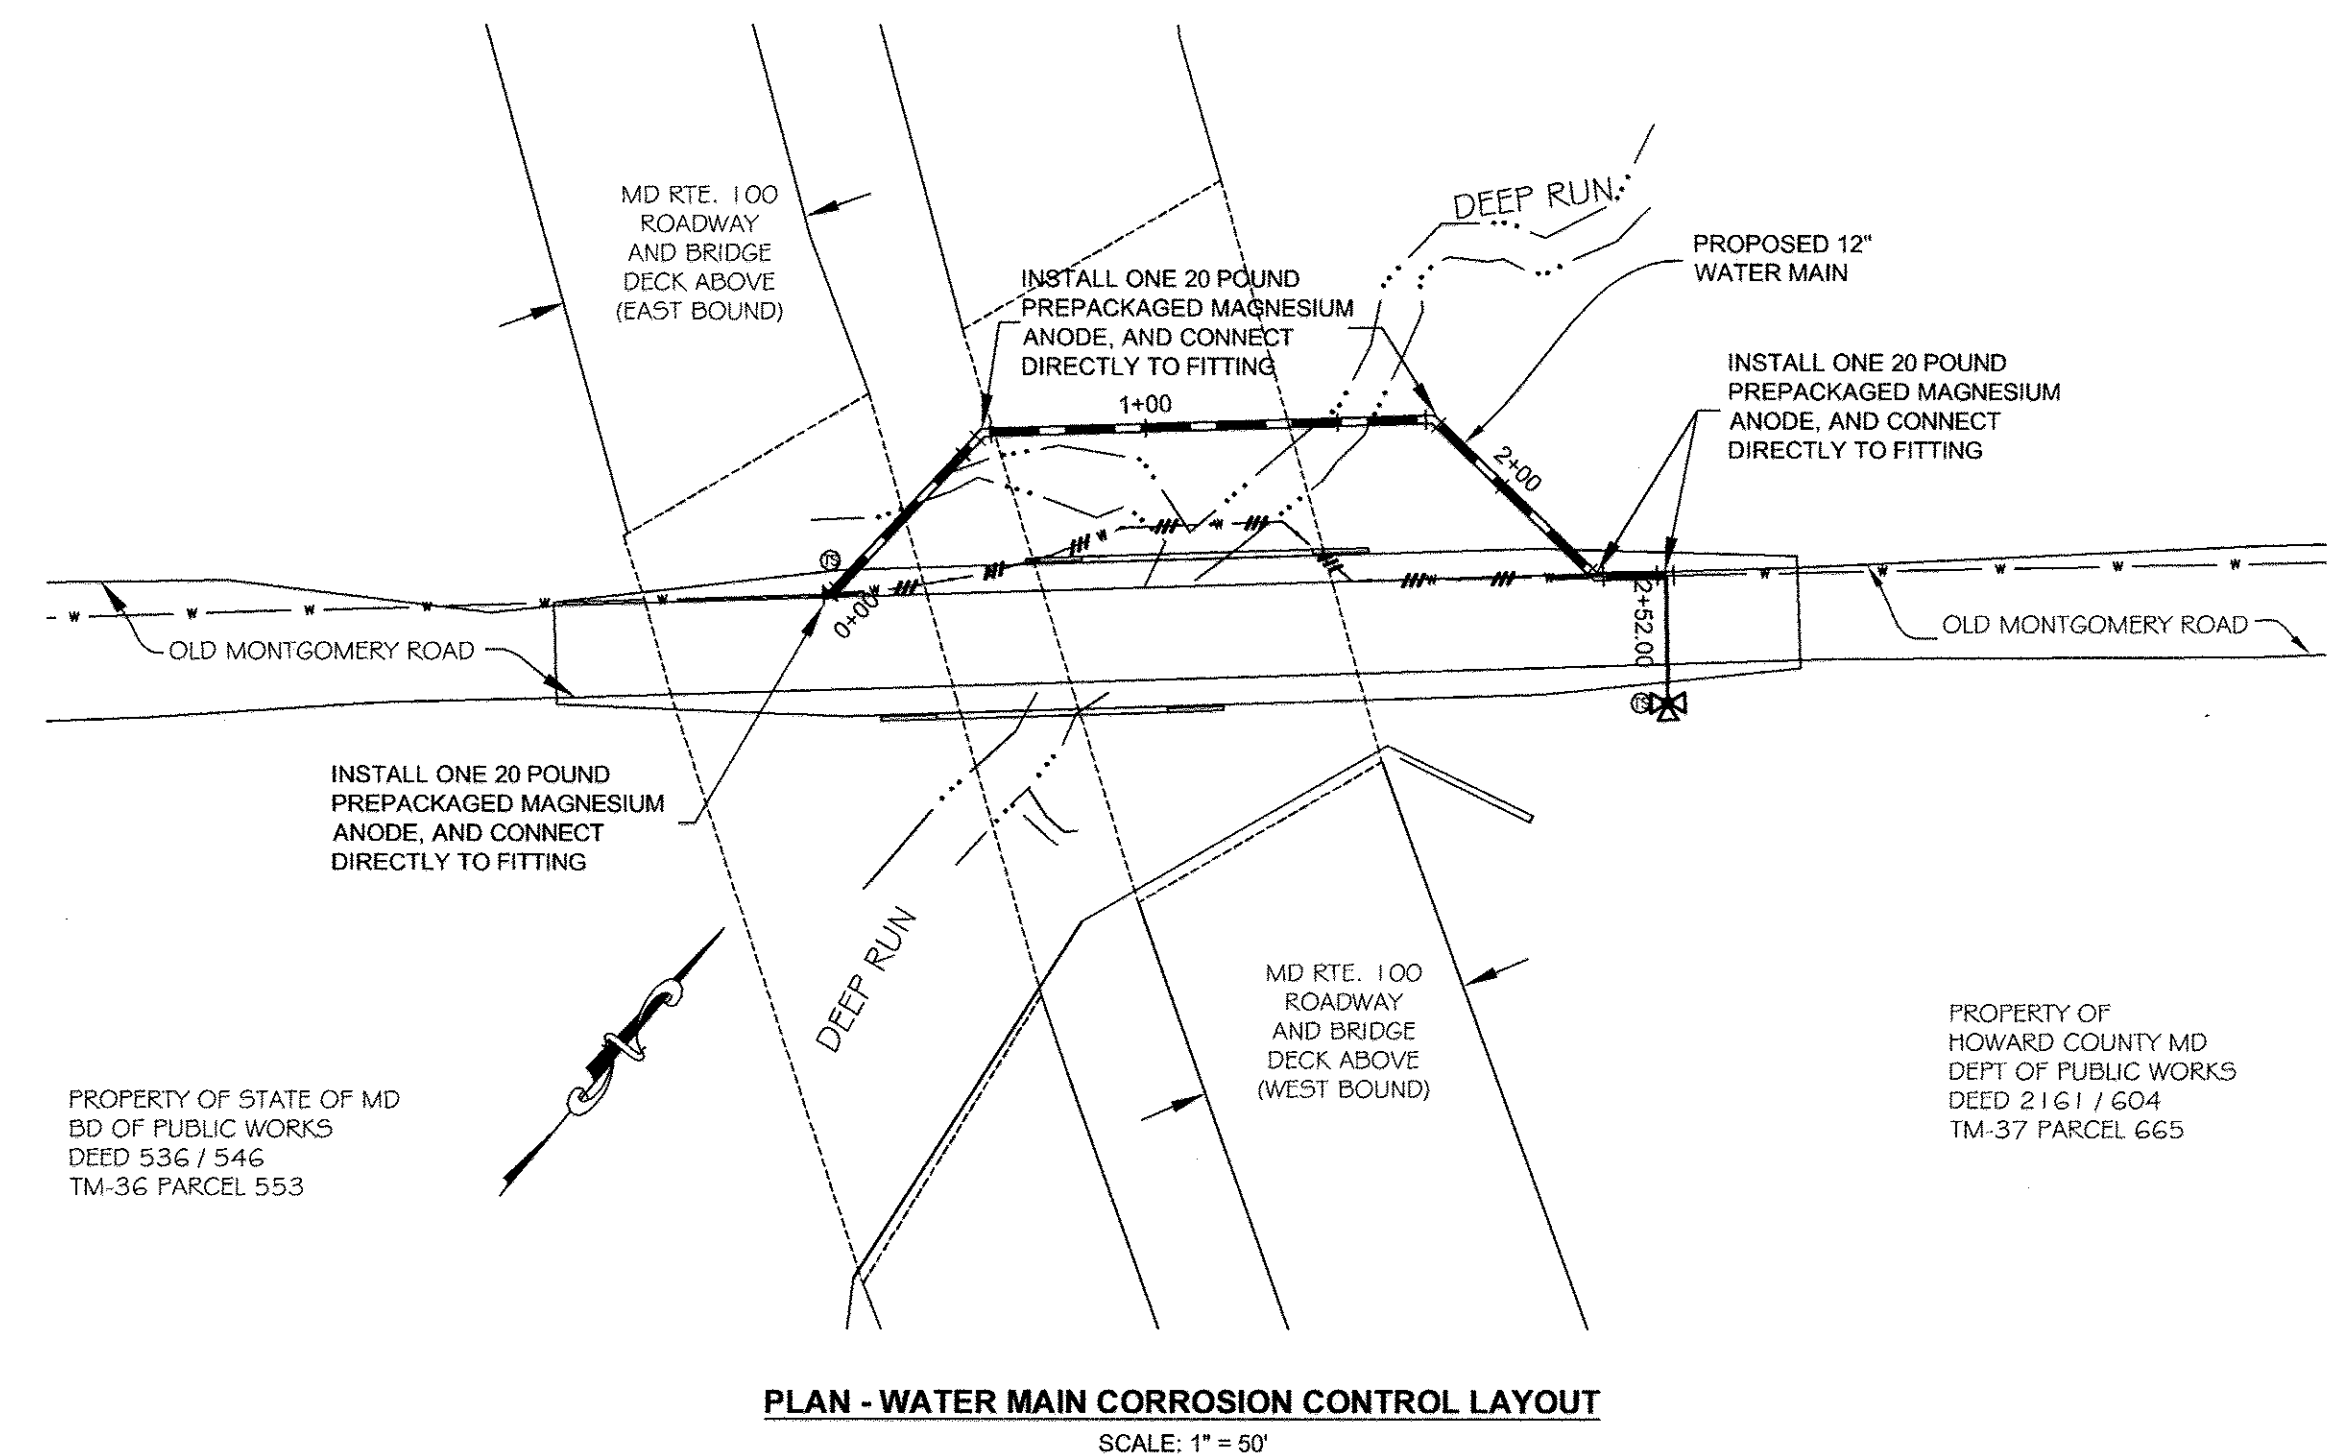 MD RTE. 100
ROADWAY
AND BRIDGE
DECK ABOVE
(EAST BOUND)
DEEP RUN
PROPOSED 12"
WATER MAIN
INSTALL ONE 20 POUND
PREPACKAGED MAGNESIUM
ANODE, AND CONNECT
DIRECTLY TO FITTING
INSTALL ONE 20 POUND
PREPACKAGED MAGNESIUM
ANODE, AND CONNECT
DIRECTLY TO FITTING
1+00
2+00
TS
0+00
2+52.00
W W W W W W W W W W W W W W W W
OLD MONTGOMERY ROAD
OLD MONTGOMERY ROAD
TS
INSTALL ONE 20 POUND
PREPACKAGED MAGNESIUM
ANODE, AND CONNECT
DIRECTLY TO FITTING
DEEP RUN
MD RTE. 100
ROADWAY
AND BRIDGE
DECK ABOVE
(WEST BOUND)
PROPERTY OF
HOWARD COUNTY MD
DEPT OF PUBLIC WORKS
DEED 2161 / 604
TM-37 PARCEL 665
PROPERTY OF STATE OF MD
BD OF PUBLIC WORKS
DEED 536 / 546
TM-36 PARCEL 553
PLAN - WATER MAIN CORROSION CONTROL LAYOUT
SCALE: 1" = 50'